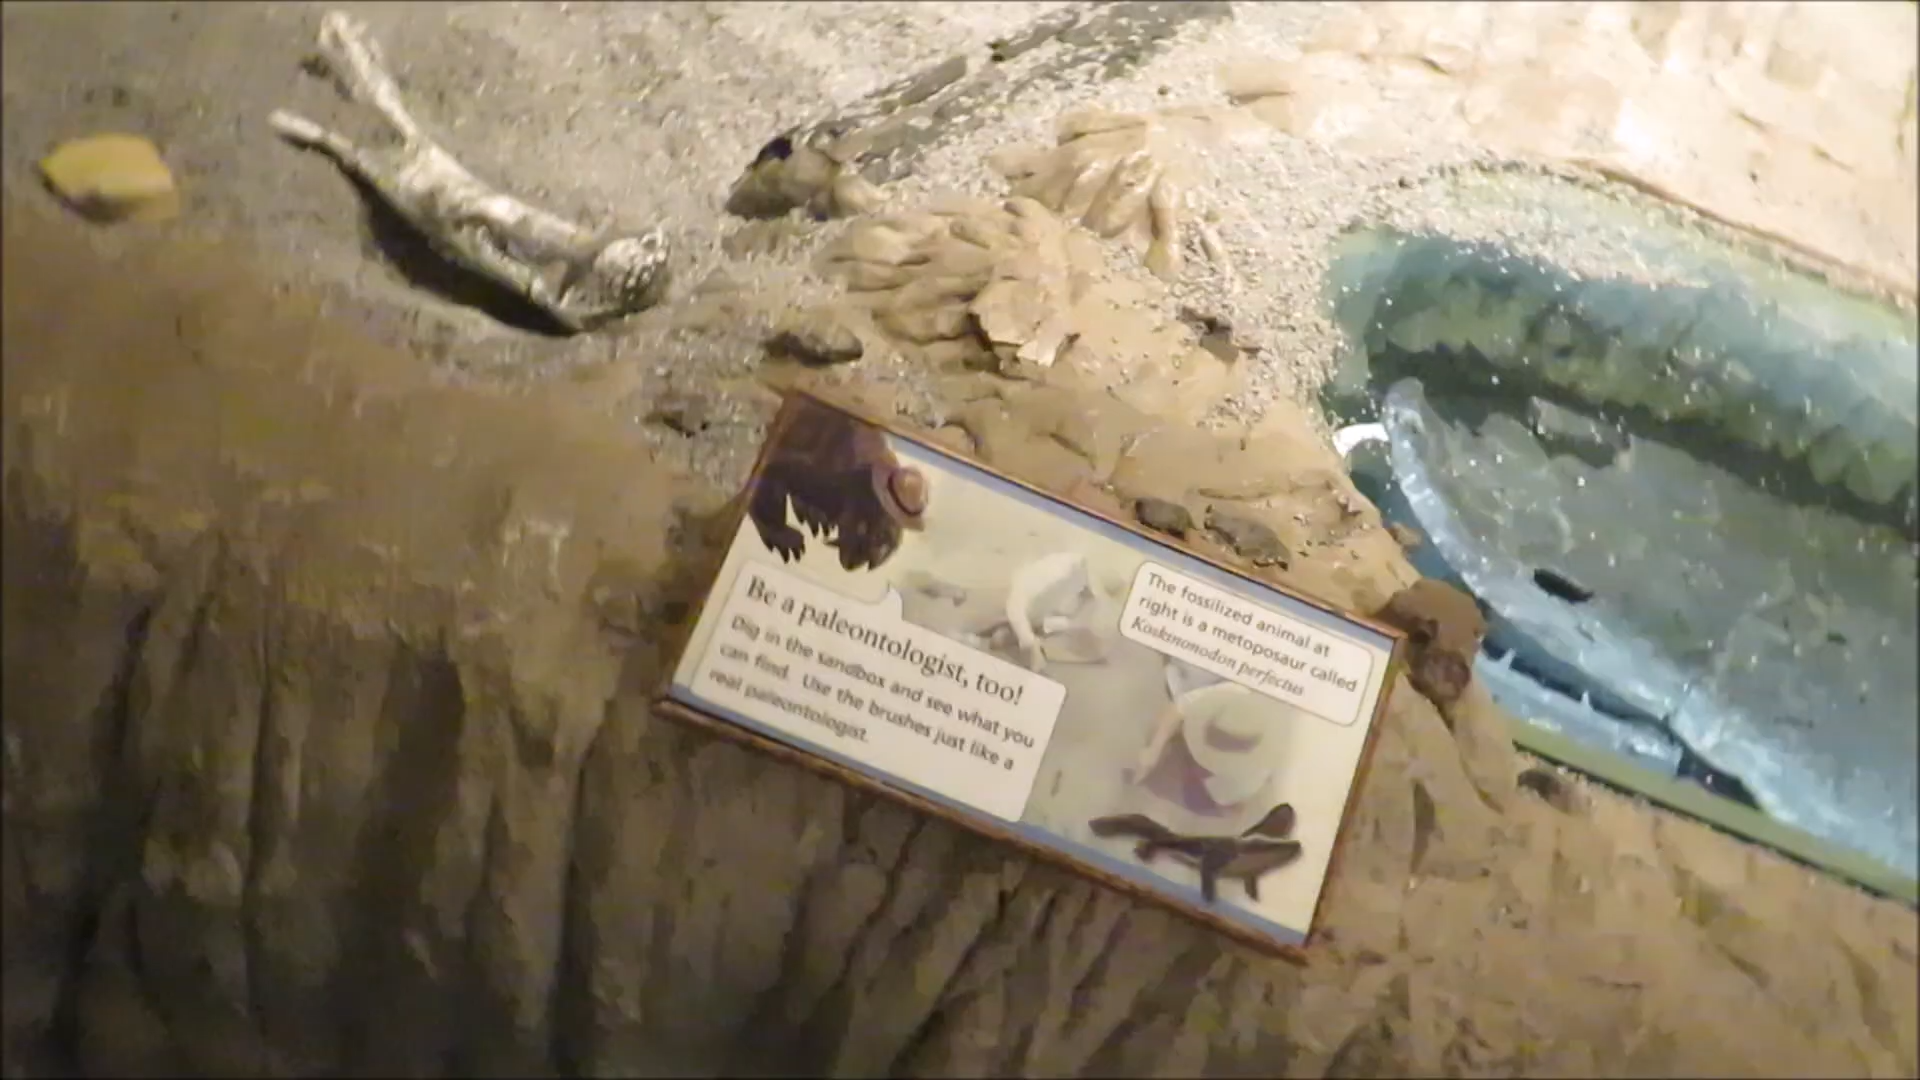 Be a paleontologist, too!
Dig in the sandbox and see what you
can find. Use the brushes just like a
real paleontologist.
The fossilized animal at
right is a metoposaur called
Koskinonodon perfectus